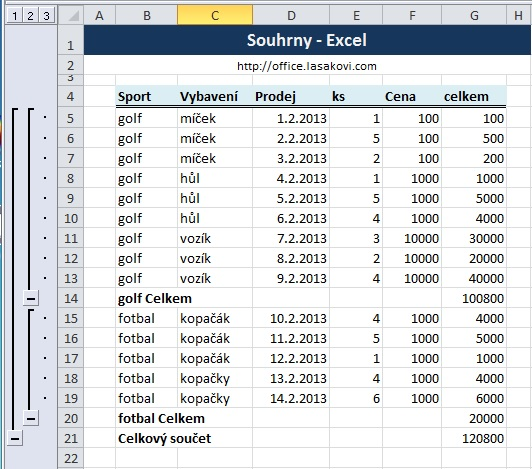 1 2 3 A B C D E F G H
1 Souhrny - Excel
2 http://office.lasakovi.com
3
4 Sport Vybavení Prodej ks Cena celkem
5 golf míček 1.2.2013 1 100 100
6 golf míček 2.2.2013 5 100 500
7 golf míček 3.2.2013 2 100 200
8 golf hůl 4.2.2013 1 1000 1000
9 golf hůl 5.2.2013 5 1000 5000
10 golf hůl 6.2.2013 4 1000 4000
11 golf vozík 7.2.2013 3 10000 30000
12 golf vozík 8.2.2013 2 10000 20000
13 golf vozík 9.2.2013 4 10000 40000
14 golf Celkem 100800
15 fotbal kopačák 10.2.2013 4 1000 4000
16 fotbal kopačák 11.2.2013 5 1000 5000
17 fotbal kopačák 12.2.2013 1 1000 1000
18 fotbal kopačky 13.2.2013 4 1000 4000
19 fotbal kopačky 14.2.2013 6 1000 6000
20 fotbal Celkem 20000
21 Celkový součet 120800
22